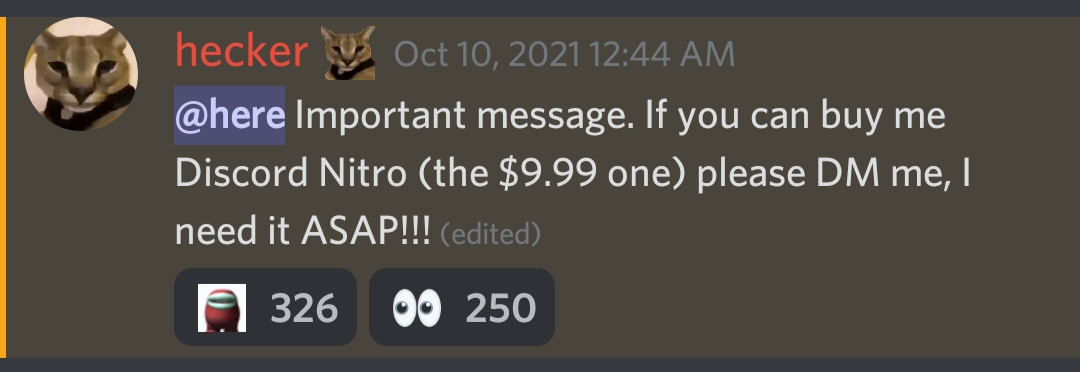 hecker Oct 10, 2021 12:44 AM
@here Important message. If you can buy me
Discord Nitro (the $9.99 one) please DM me, I
need it ASAP!!! (edited)
326 250